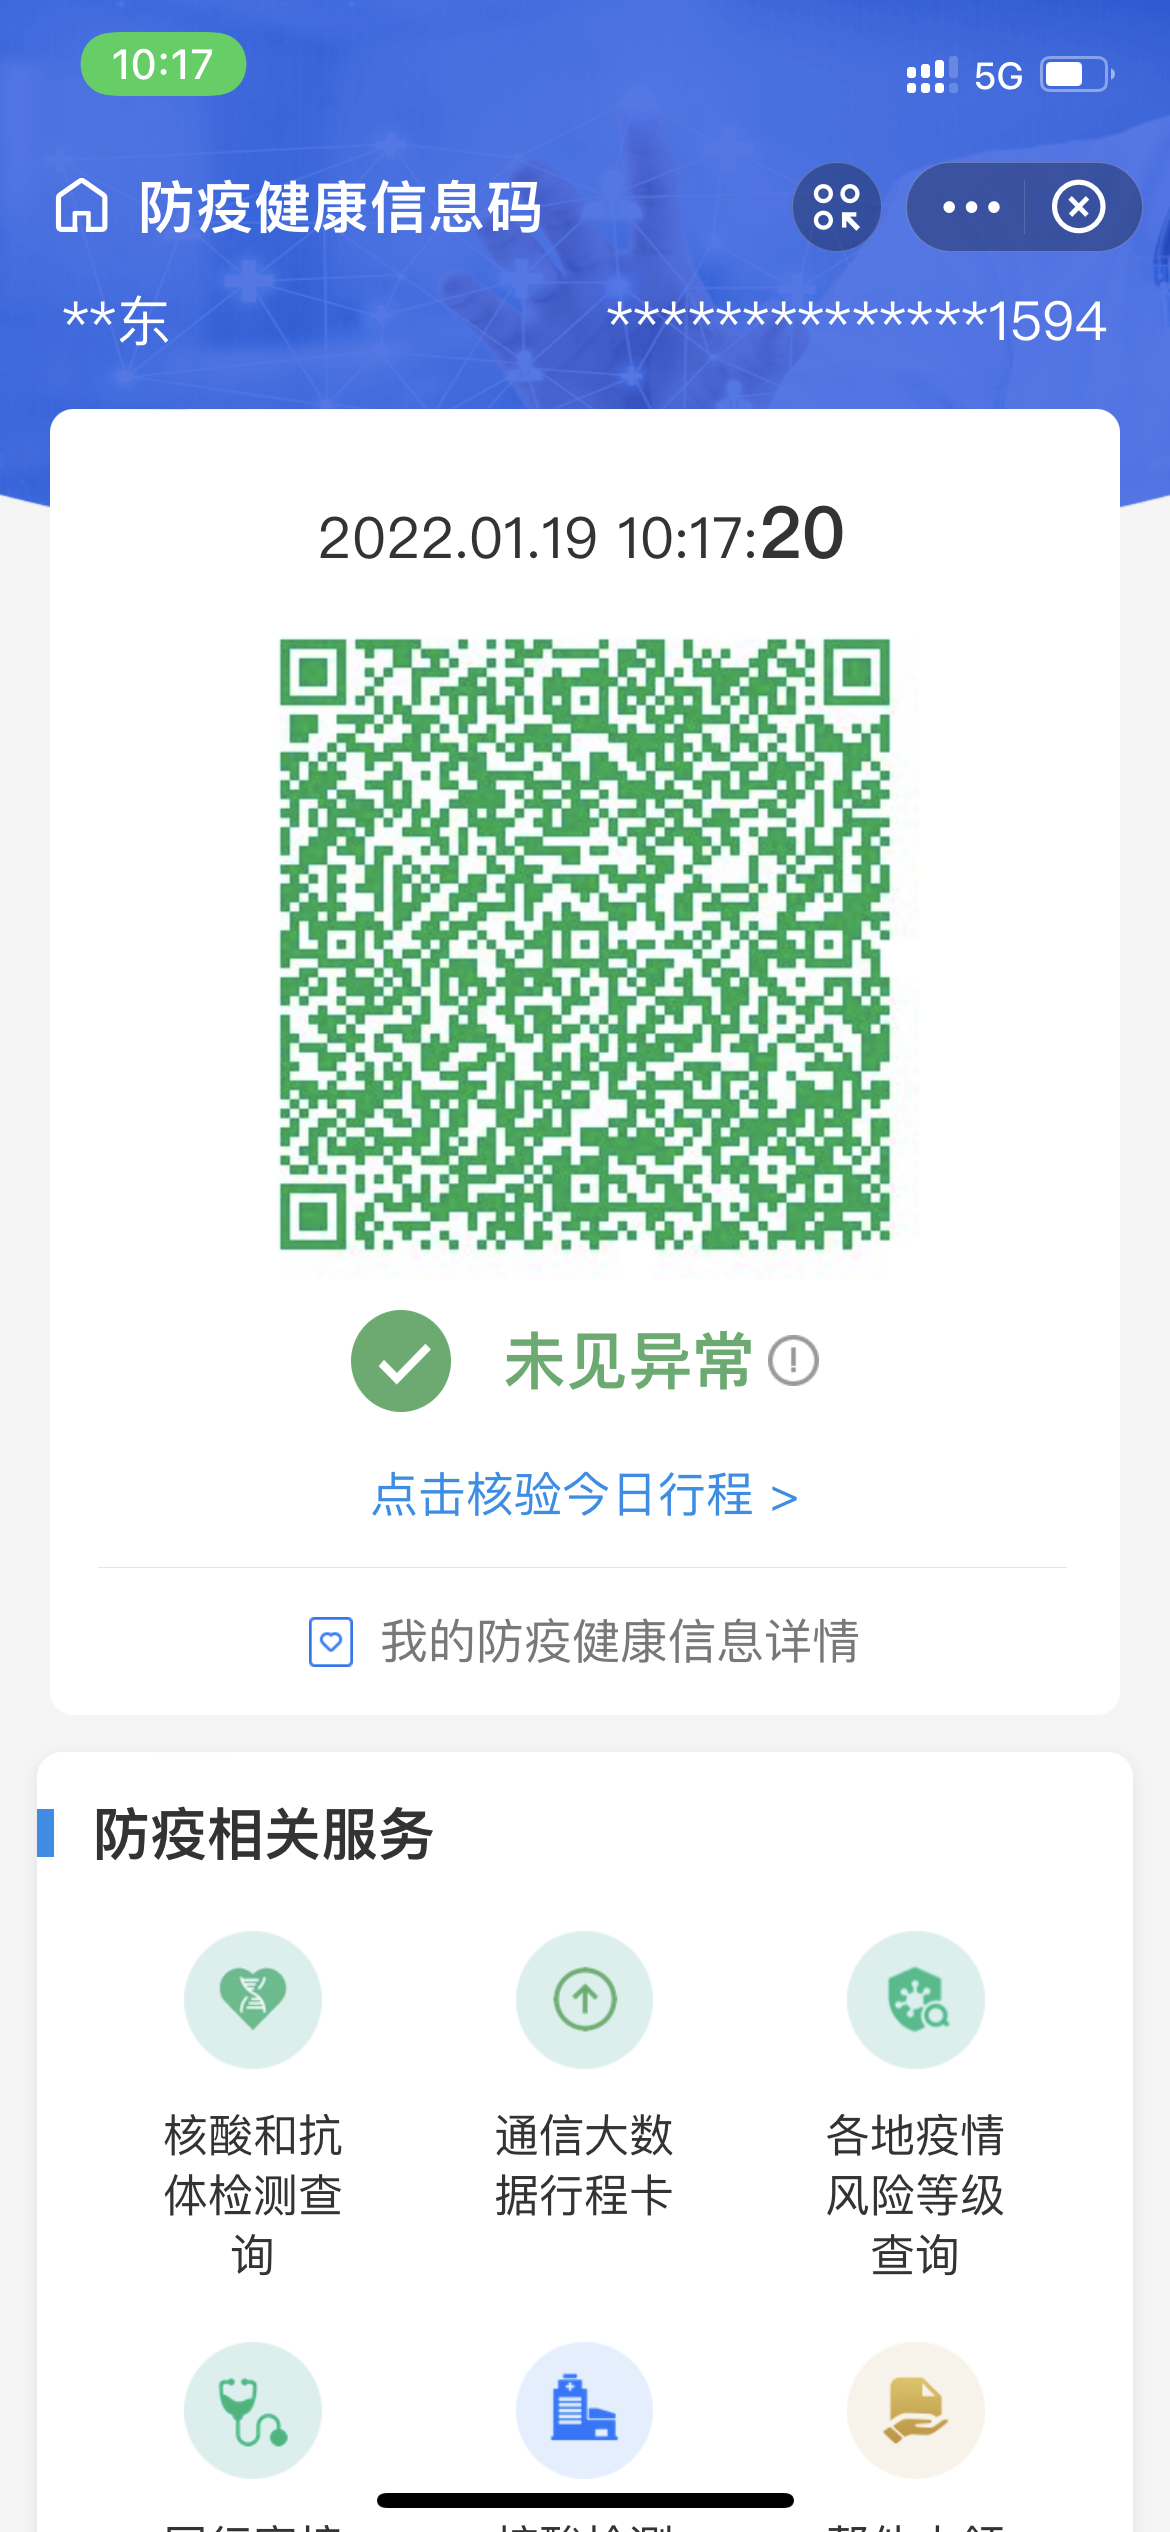 10:17
5G
防疫健康信息码
**东
**************1594
2022.01.19 10:17:20
未见异常
点击核验今日行程 >
我的防疫健康信息详情
防疫相关服务
核酸和抗
体检测查
询
通信大数
据行程卡
各地疫情
风险等级
查询